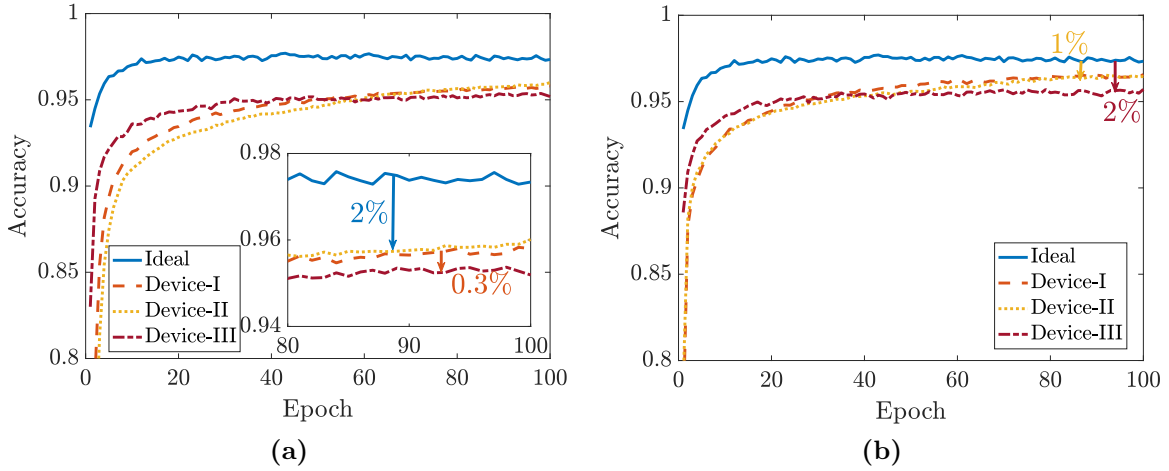 1
0.95
0.9
0.85
0.8
Accuracy
0 20 40 60 80 100
Epoch
Ideal
Device-I
Device-II
Device-III
0.98
0.96
0.94
80 90 100
2%
0.3%
(a)
1
0.95
0.9
0.85
0.8
Accuracy
0 20 40 60 80 100
Epoch
1%
2%
Ideal
Device-I
Device-II
Device-III
(b)